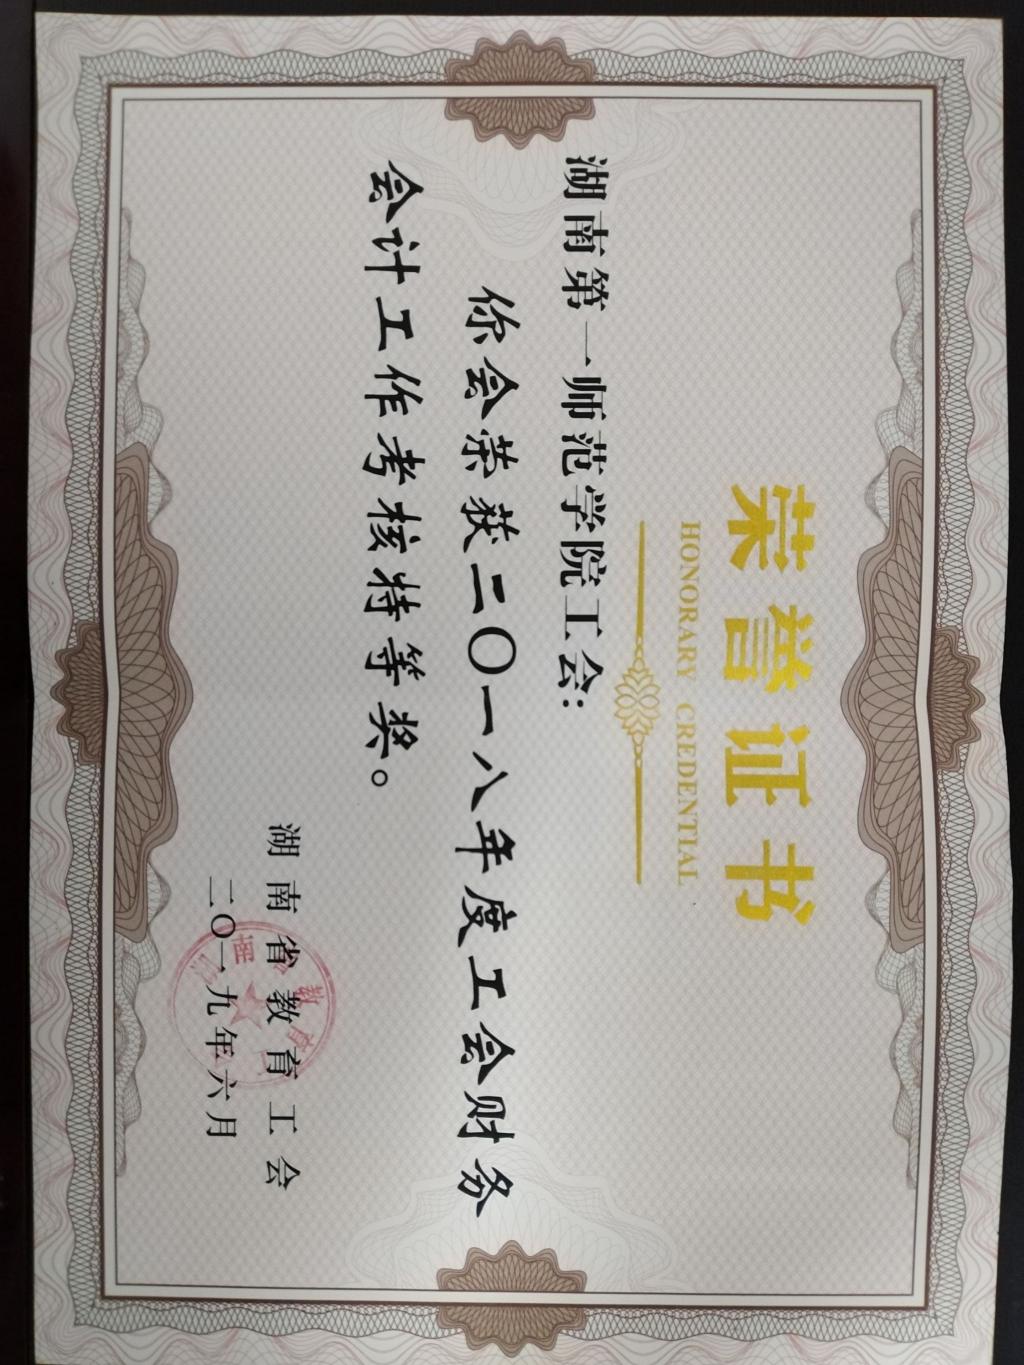 荣誉证书
HONORARY CREDENTIAL
湖南第一师范学院工会：
你会荣获二〇一八年度工会财务
会计工作考核特等奖。
湖南省教育工会
二〇一九年六月